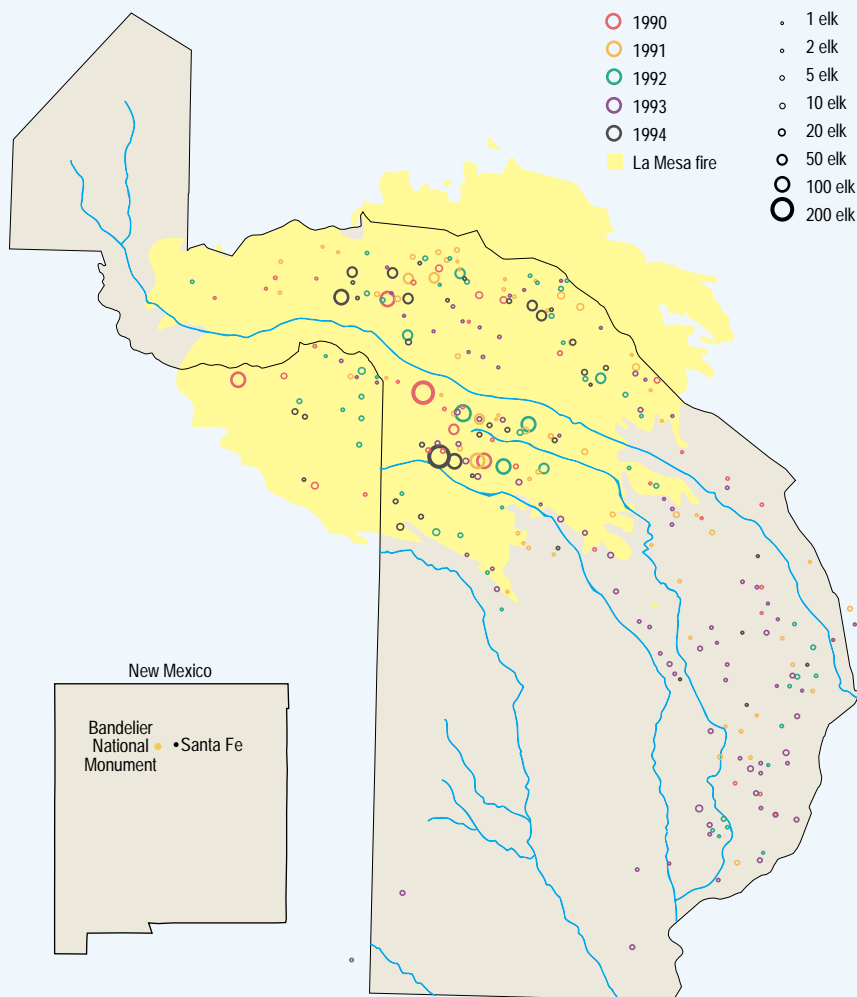 1990
1991
1992
1993
1994
La Mesa fire
1 elk
2 elk
5 elk
10 elk
20 elk
50 elk
100 elk
200 elk
New Mexico
Bandelier
National
Monument
Santa Fe